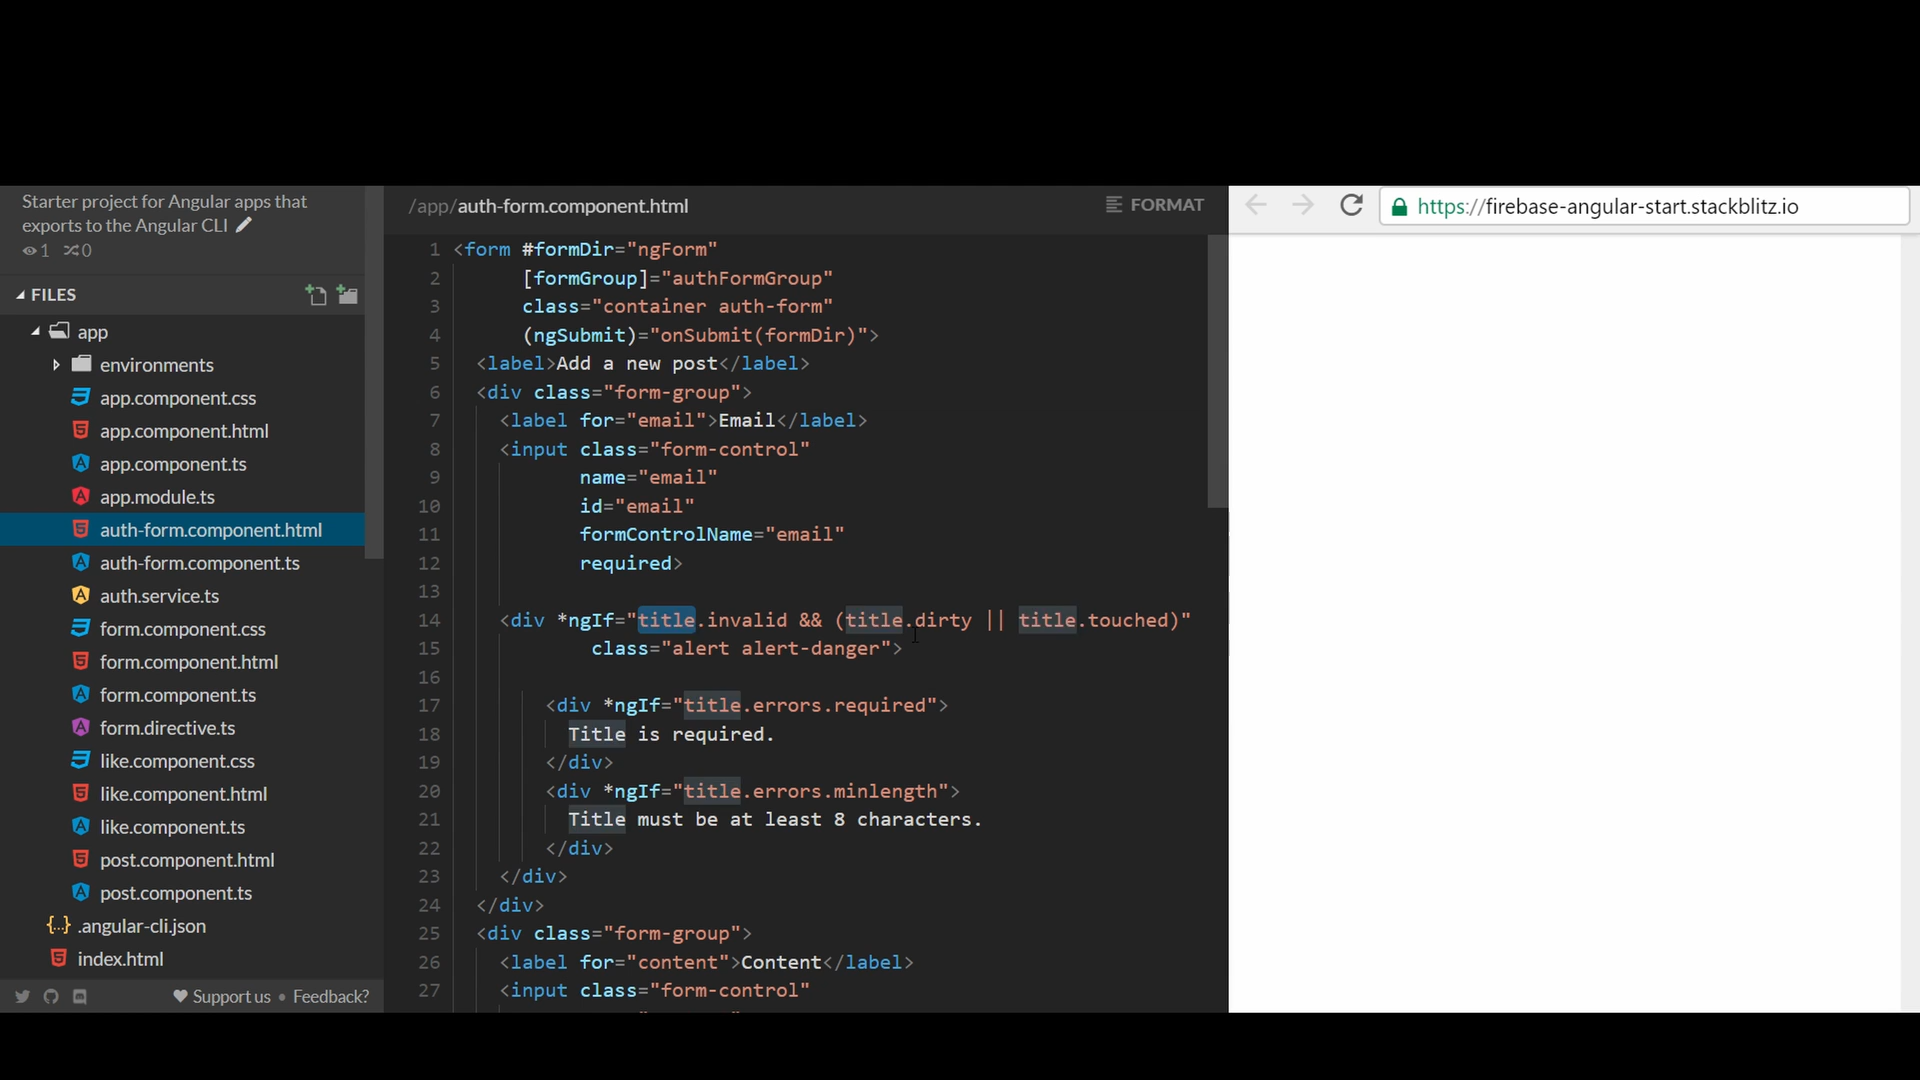 Starter project for Angular apps that
exports to the Angular CLI
1 0
FILES
app
environments
app.component.css
app.component.html
app.component.ts
app.module.ts
auth-form.component.html
auth-form.component.ts
auth.service.ts
form.component.css
form.component.html
form.component.ts
form.directive.ts
like.component.css
like.component.html
like.component.ts
post.component.html
post.component.ts
{..} .angular-cli.json
index.html
Support us • Feedback?
/app/auth-form.component.html
FORMAT
1 <form #formDir="ngForm"
2 [formGroup]="authFormGroup"
3 class="container auth-form"
4 (ngSubmit)="onSubmit(formDir)">
5 <label>Add a new post</label>
6 <div class="form-group">
7 <label for="email">Email</label>
8 <input class="form-control"
9 name="email"
10 id="email"
11 formControlName="email"
12 required>
13
14 <div *ngIf="title.invalid && (title.dirty || title.touched)"
15 class="alert alert-danger">
16
17 <div *ngIf="title.errors.required">
18 Title is required.
19 </div>
20 <div *ngIf="title.errors.minlength">
21 Title must be at least 8 characters.
22 </div>
23 </div>
24 </div>
25 <div class="form-group">
26 <label for="content">Content</label>
27 <input class="form-control"
https://firebase-angular-start.stackblitz.io